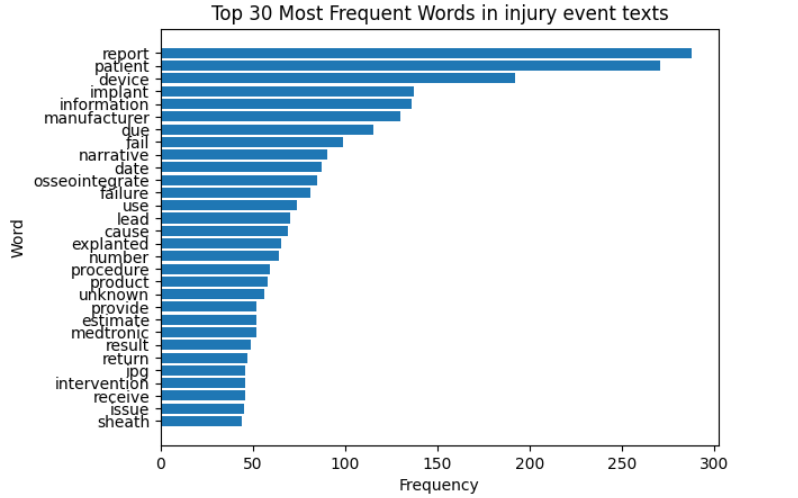 Top 30 Most Frequent Words in injury event texts
report
patient
device
implant
information
manufacturer
due
fail
narrative
date
osseointegrate
failure
use
lead
cause
explanted
number
procedure
product
unknown
provide
estimate
medtronic
result
return
jpg
intervention
receive
issue
sheath
Word
0 50 100 150 200 250 300
Frequency